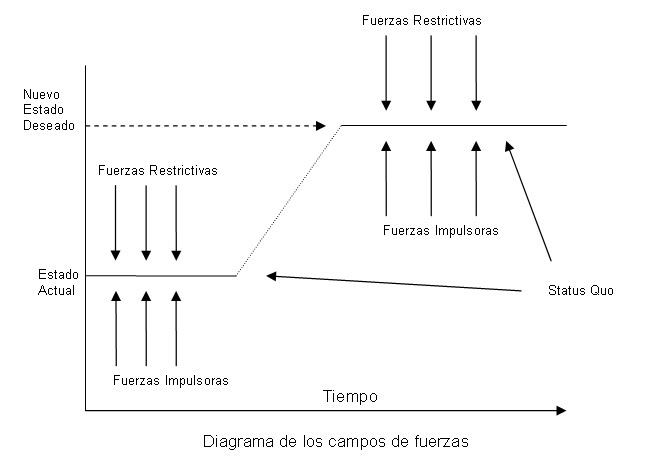 Fuerzas Restrictivas
Nuevo
Estado
Deseado
Fuerzas Restrictivas
Fuerzas Impulsoras
Estado
Actual
Status Quo
Fuerzas Impulsoras
Tiempo
Diagrama de los campos de fuerzas